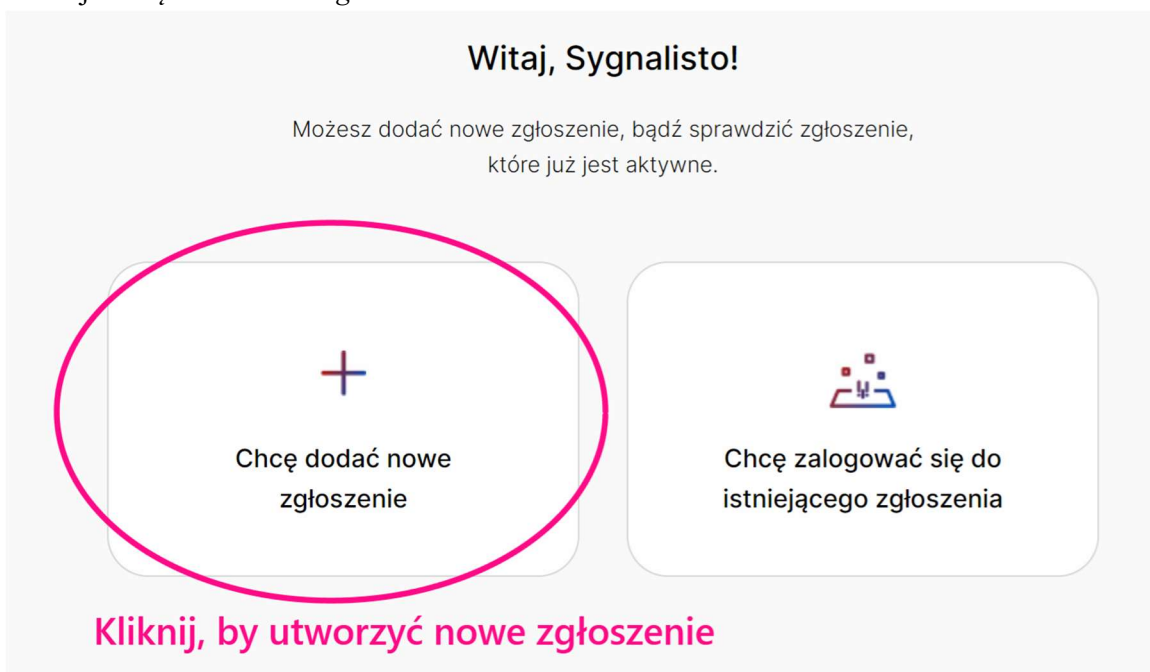 Witaj, Sygnalisto!
Możesz dodać nowe zgłoszenie, bądź sprawdzić zgłoszenie,
które już jest aktywne.
Chcę dodać nowe
zgłoszenie
Chcę zalogować się do
istniejącego zgłoszenia
Kliknij, by utworzyć nowe zgłoszenie